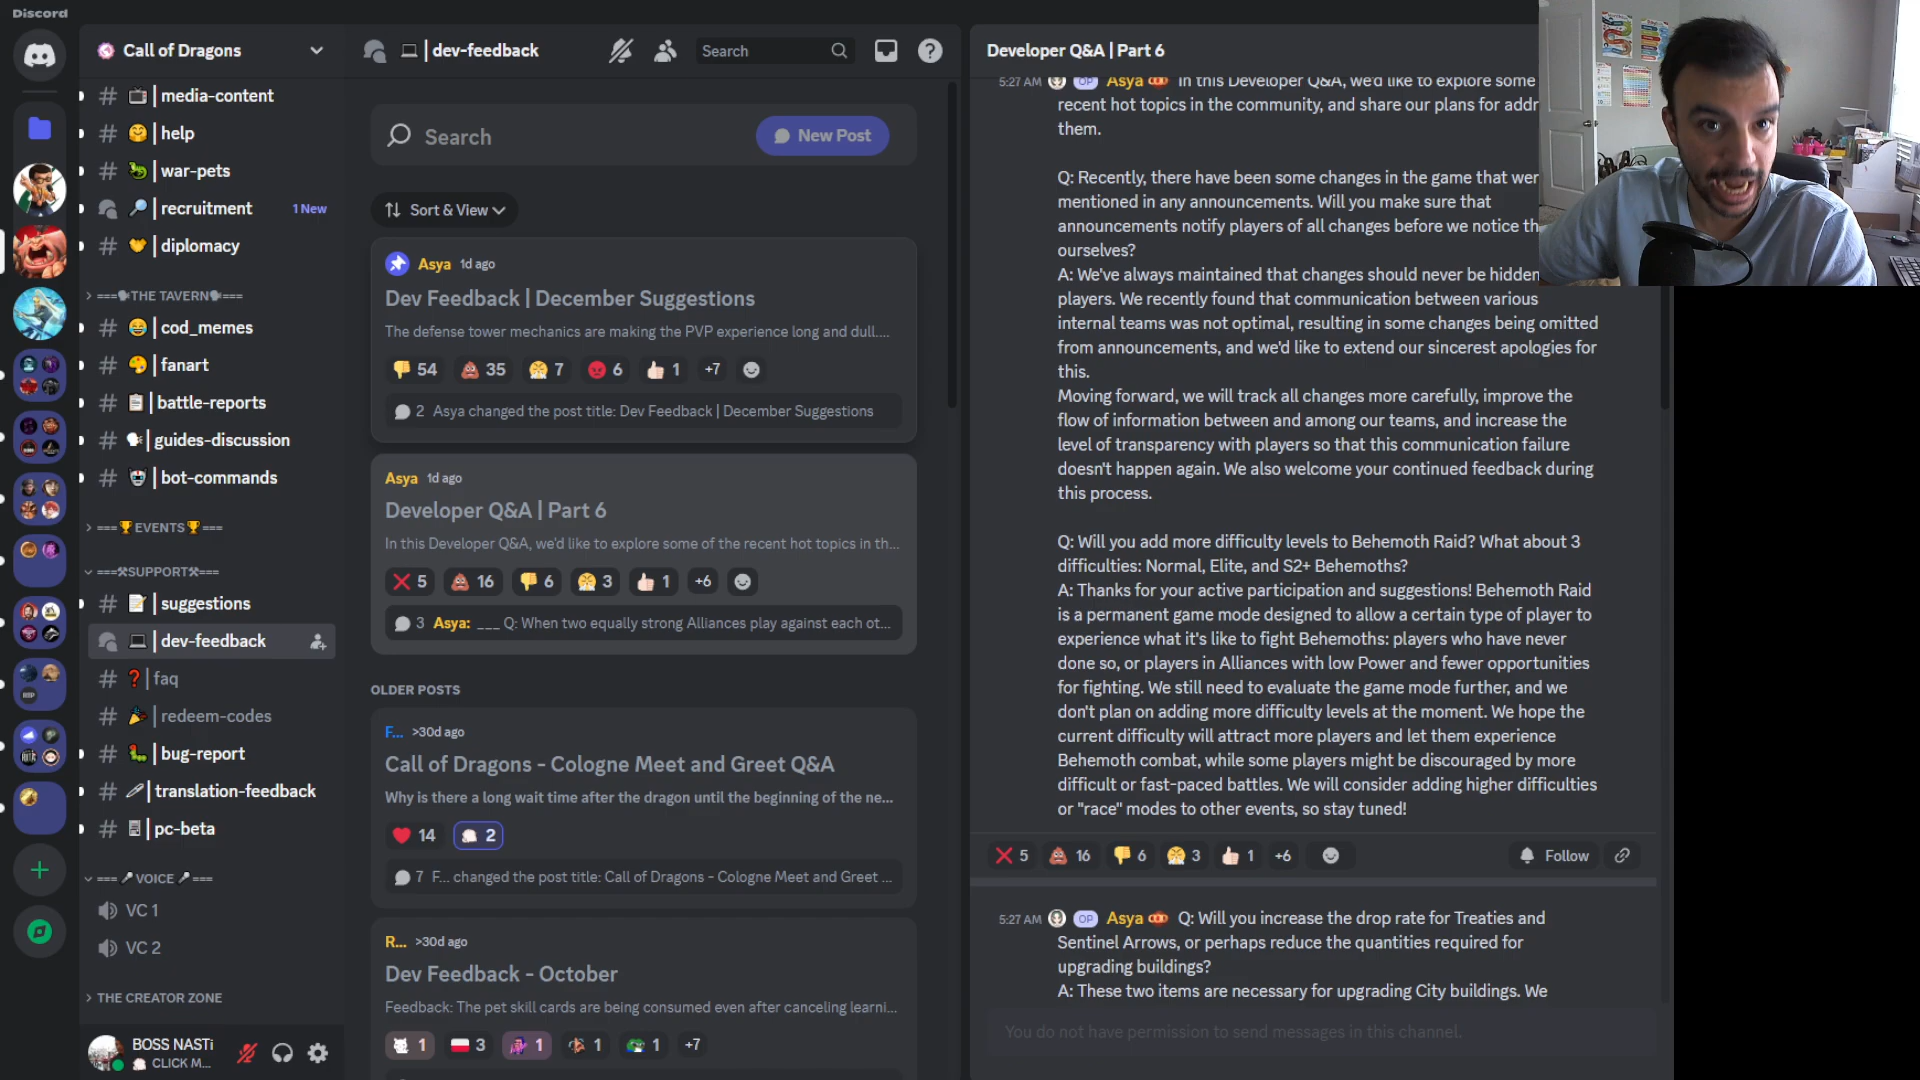 Discord
Call of Dragons
media-content
help
war-pets
recruitment 1 New
diplomacy
===THE TAVERN===
cod_memes
fanart
battle-reports
guides-discussion
bot-commands
===EVENTS===
===SUPPORT===
suggestions
dev-feedback
faq
redeem-codes
bug-report
translation-feedback
pc-beta
=== VOICE ===
VC 1
VC 2
THE CREATOR ZONE
BOSS NASTi
CLICK M...
dev-feedback
Search
Search
New Post
Sort & View
Asya 1d ago
Dev Feedback | December Suggestions
The defense tower mechanics are making the PVP experience long and dull....
54 35 7 6 1 +7
2 Asya changed the post title: Dev Feedback | December Suggestions
Asya 1d ago
Developer Q&A | Part 6
In this Developer Q&A, we'd like to explore some of the recent hot topics in th...
5 16 6 3 1 +6
3 Asya: ___ Q: When two equally strong Alliances play against each ot...
OLDER POSTS
F... >30d ago
Call of Dragons - Cologne Meet and Greet Q&A
Why is there a long wait time after the dragon until the beginning of the ne...
14 2
7 F... changed the post title: Call of Dragons - Cologne Meet and Greet ...
R... >30d ago
Dev Feedback - October
Feedback: The pet skill cards are being consumed even after canceling learni...
1 3 1 1 1 +7
Developer Q&A | Part 6
5:27 AM OP Asya In this Developer Q&A, we'd like to explore some
recent hot topics in the community, and share our plans for addr
them.
Q: Recently, there have been some changes in the game that wer
mentioned in any announcements. Will you make sure that
announcements notify players of all changes before we notice th
ourselves?
A: We've always maintained that changes should never be hidden
players. We recently found that communication between various
internal teams was not optimal, resulting in some changes being omitted
from announcements, and we'd like to extend our sincerest apologies for
this.
Moving forward, we will track all changes more carefully, improve the
flow of information between and among our teams, and increase the
level of transparency with players so that this communication failure
doesn't happen again. We also welcome your continued feedback during
this process.
Q: Will you add more difficulty levels to Behemoth Raid? What about 3
difficulties: Normal, Elite, and S2+ Behemoths?
A: Thanks for your active participation and suggestions! Behemoth Raid
is a permanent game mode designed to allow a certain type of player to
experience what it's like to fight Behemoths: players who have never
done so, or players in Alliances with low Power and fewer opportunities
for fighting. We still need to evaluate the game mode further, and we
don't plan on adding more difficulty levels at the moment. We hope the
current difficulty will attract more players and let them experience
Behemoth combat, while some players might be discouraged by more
difficult or fast-paced battles. We will consider adding higher difficulties
or "race" modes to other events, so stay tuned!
5 16 6 3 1 +6 Follow
5:27 AM OP Asya Q: Will you increase the drop rate for Treaties and
Sentinel Arrows, or perhaps reduce the quantities required for
upgrading buildings?
A: These two items are necessary for upgrading City buildings. We
You do not have permission to send messages in this channel.